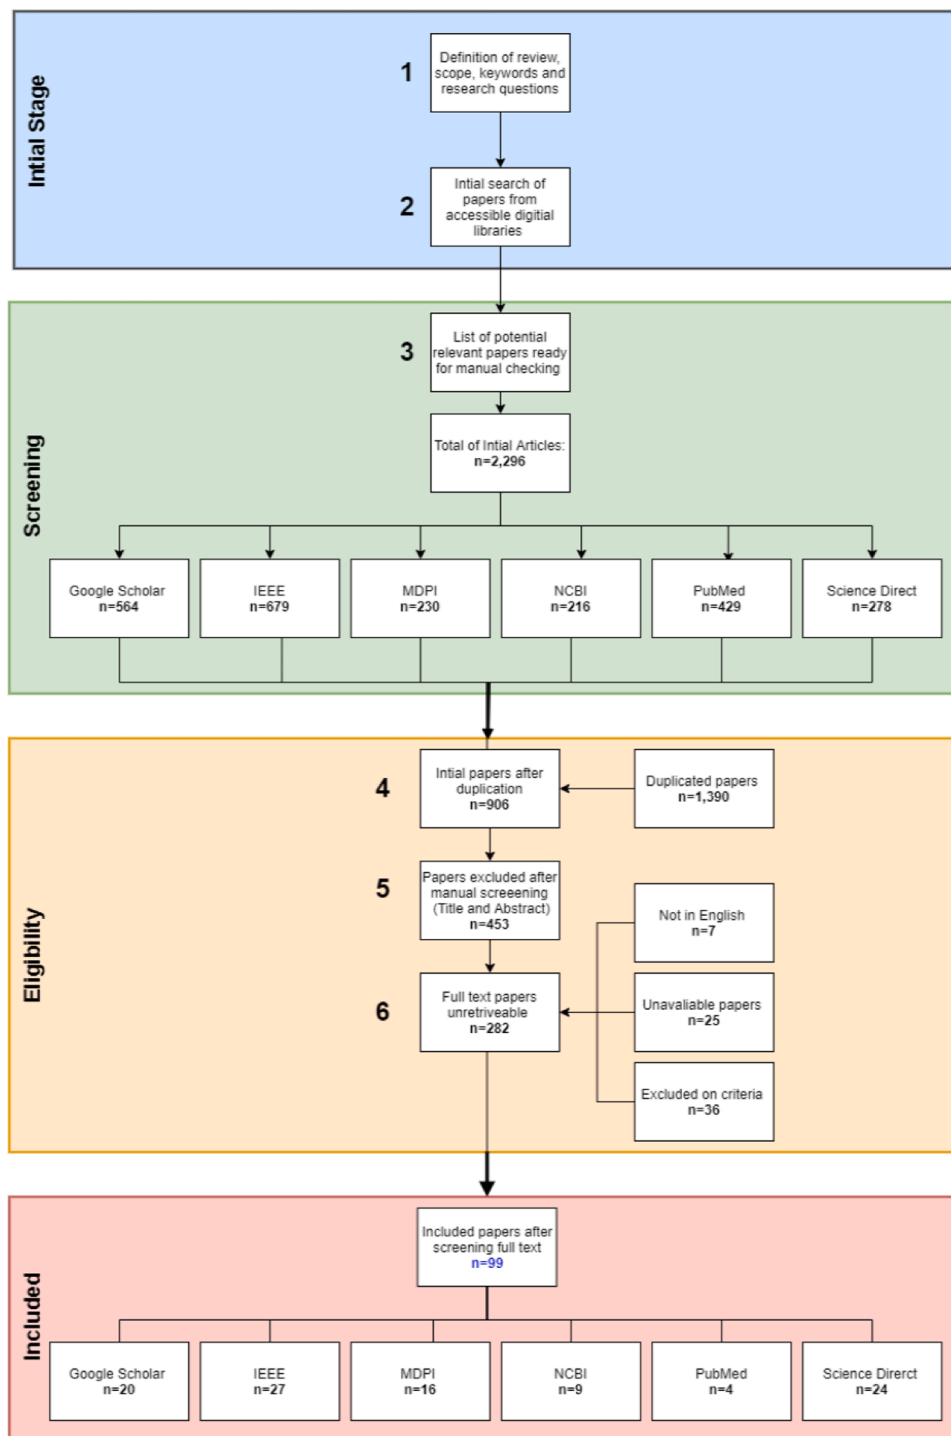 Intial Stage
1
Definition of review,
scope, keywords and
research questions
2
Intial search of
papers from
accessible digitial
libraries
Screening
3
List of potential
relevant papers ready
for manual checking
Total of Intial Articles:
n=2,296
Google Scholar
n=564
IEEE
n=679
MDPI
n=230
NCBI
n=216
PubMed
n=429
Science Direct
n=278
Eligibility
4
Intial papers after
duplication
n=906
Duplicated papers
n=1,390
5
Papers excluded after
manual screeening
(Title and Abstract)
n=453
Not in English
n=7
6
Full text papers
unretriveable
n=282
Unavaliable papers
n=25
Excluded on criteria
n=36
Included
Included papers after
screening full text
n=99
Google Scholar
n=20
IEEE
n=27
MDPI
n=16
NCBI
n=9
PubMed
n=4
Science Direrct
n=24